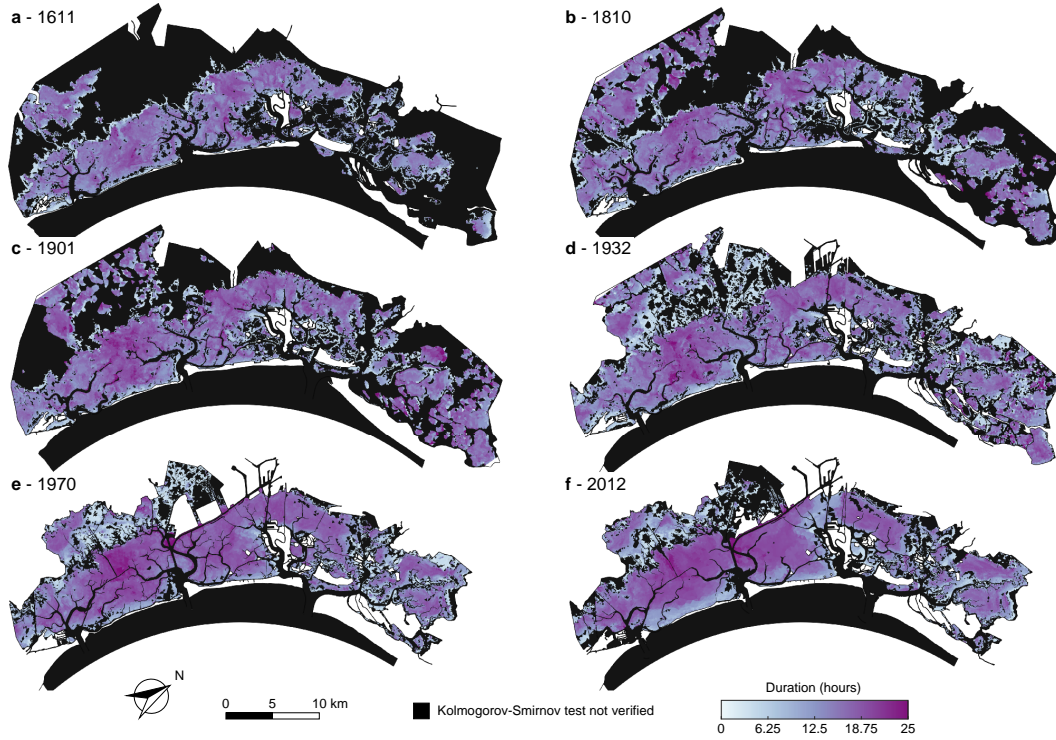 a - 1611
b - 1810
c - 1901
d - 1932
e - 1970
f - 2012
N
0 5 10 km
Kolmogorov-Smirnov test not verified
Duration (hours)
0 6.25 12.5 18.75 25